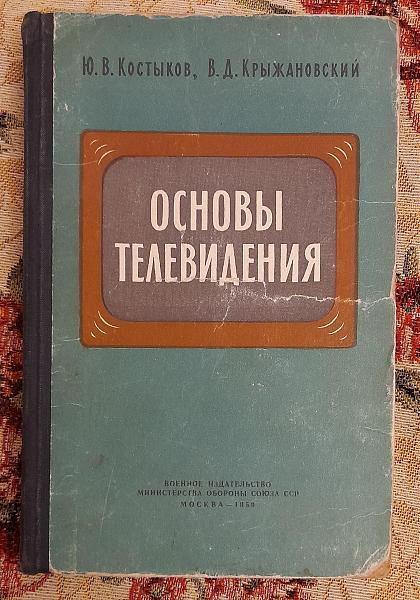 Ю. В. Костыков, В. Д. Крыжановский
ОСНОВЫ
ТЕЛЕВИДЕНИЯ
ВОЕННОЕ ИЗДАТЕЛЬСТВО
МИНИСТЕРСТВА ОБОРОНЫ СОЮЗА ССР
МОСКВА — 1959